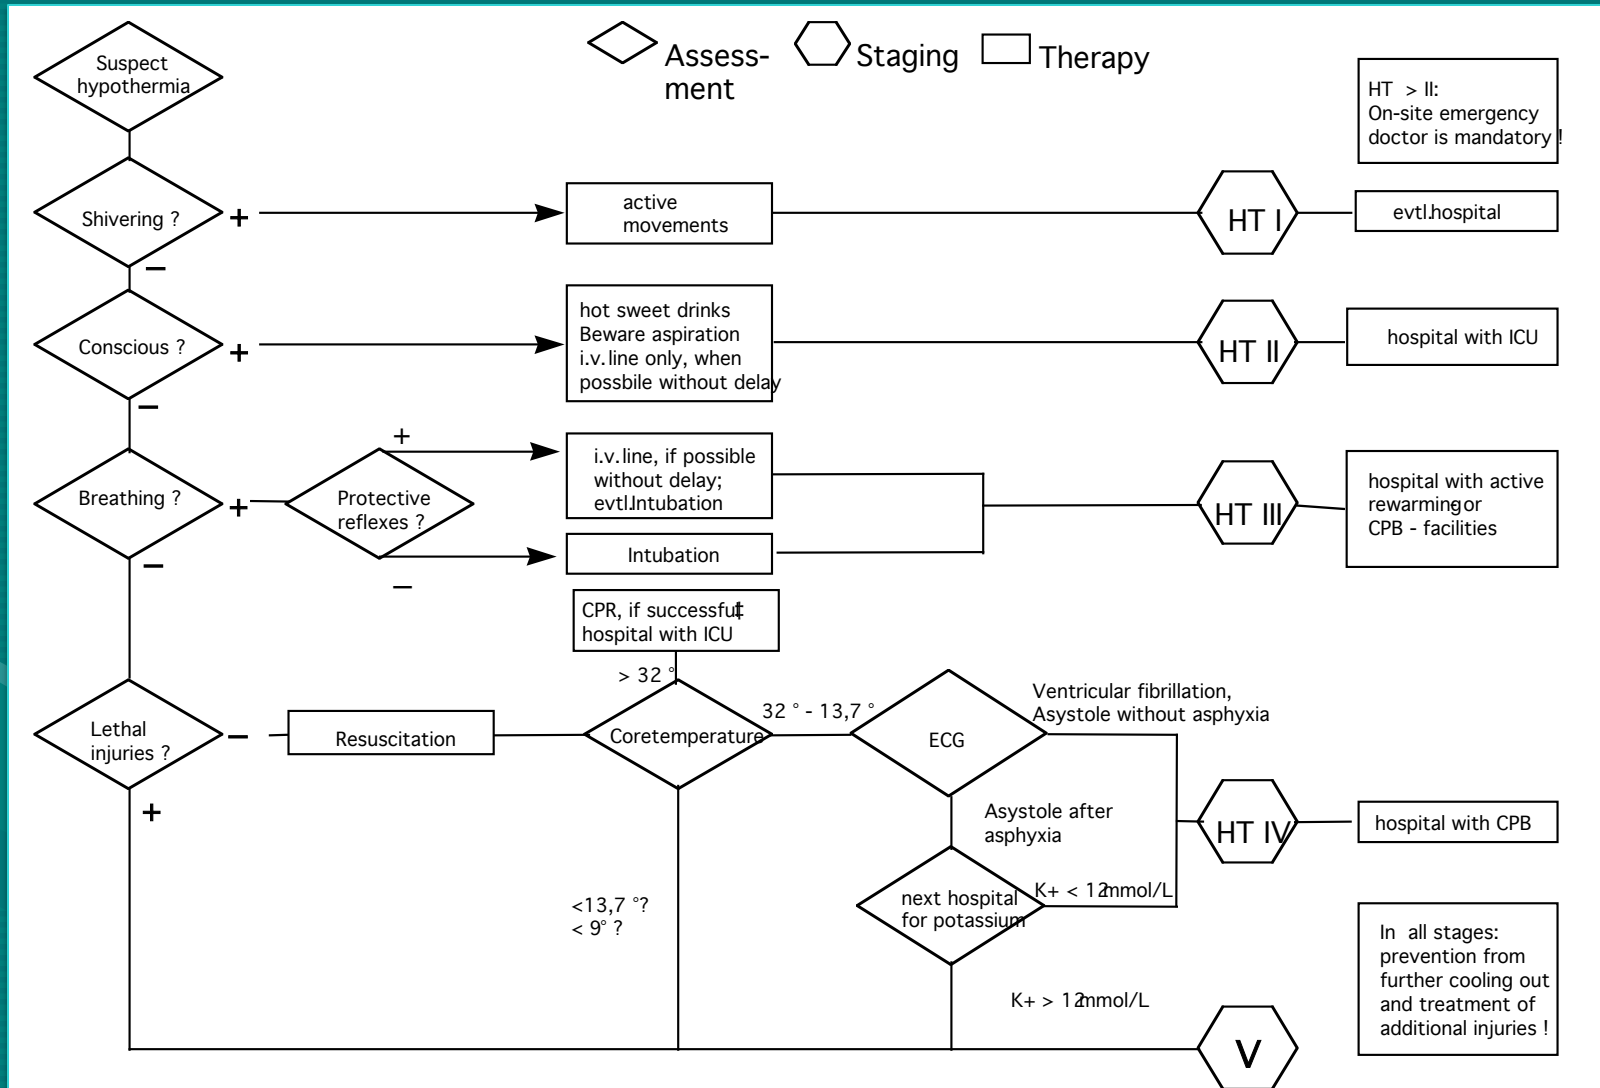 Suspect
hypothermia
Assess-
ment
Staging
Therapy
HT > II:
On-site emergency
doctor is mandatory !
Shivering ?
+
–
active
movements
HT I
evtl.hospital
Conscious ?
+
–
hot sweet drinks
Beware aspiration
i.v. line only, when
possbile without delay
HT II
hospital with ICU
Breathing ?
+
–
Protective
reflexes ?
+
–
i.v. line, if possible
without delay;
evtl.Intubation
Intubation
HT III
hospital with active
rewarming or
CPB - facilities
CPR, if successful:
hospital with ICU
> 32 °
Lethal
injuries ?
–
+
Resuscitation
Coretemperature
32 ° - 13,7 °
ECG
Ventricular fibrillation,
Asystole without asphyxia
Asystole after
asphyxia
HT IV
hospital with CPB
<13,7 °?
< 9° ?
next hospital
for potassium
K+ < 12mmol/L
K+ > 12mmol/L
V
In all stages:
prevention from
further cooling out
and treatment of
additional injuries !